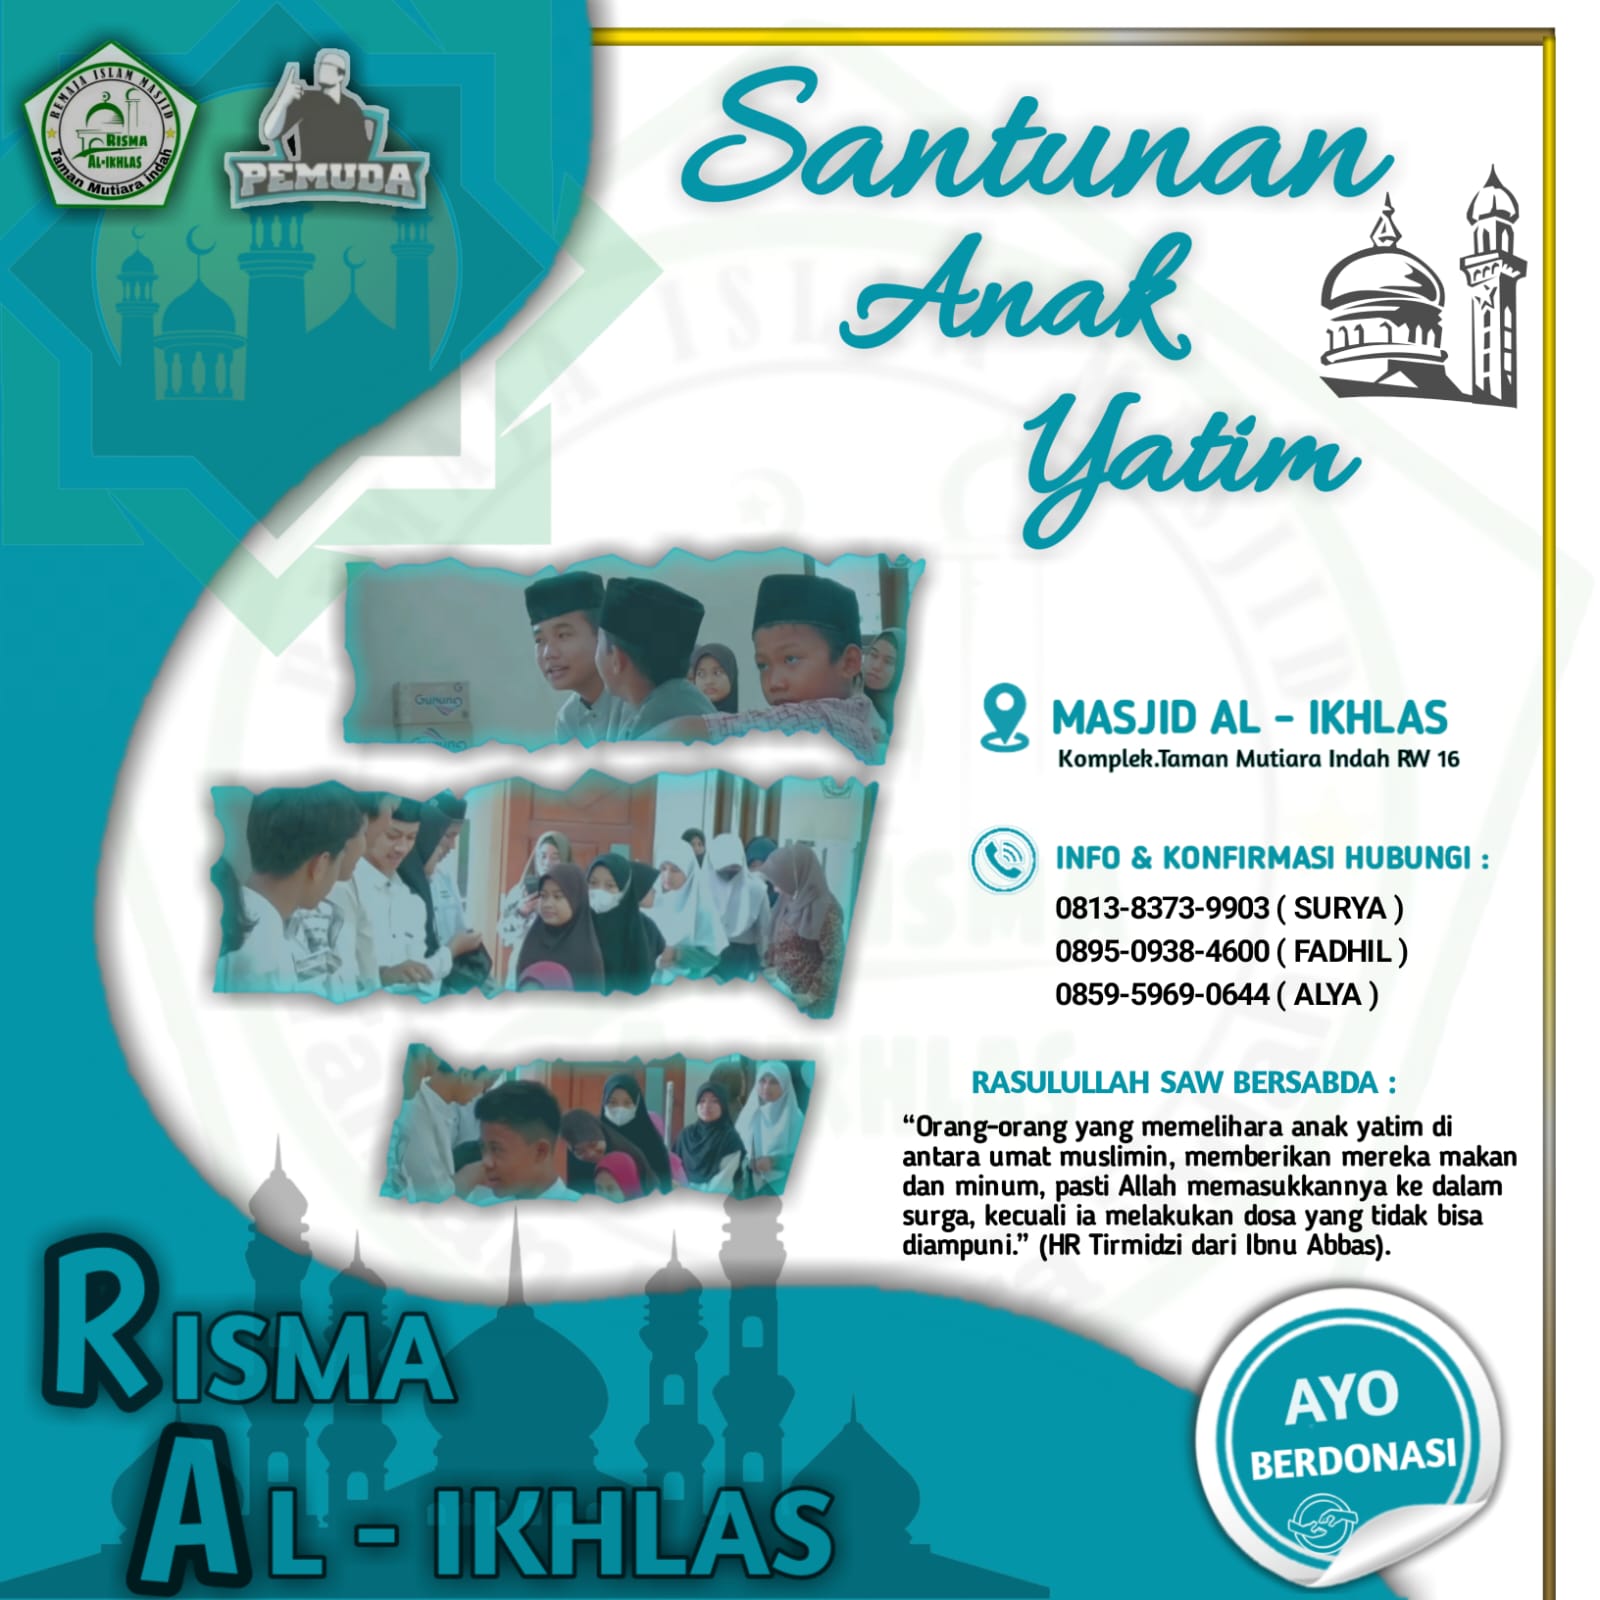 REMAJA ISLAM MASJID
RISMA
AL-IKHLAS
Taman Mutiara Indah
PEMUDA
Santunan
Anak
Yatim
Gunung
MASJID AL - IKHLAS
Komplek.Taman Mutiara Indah RW 16
INFO & KONFIRMASI HUBUNGI :
0813-8373-9903 ( SURYA )
0895-0938-4600 ( FADHIL )
0859-5969-0644 ( ALYA )
RASULULLAH SAW BERSABDA :
“Orang-orang yang memelihara anak yatim di
antara umat muslimin, memberikan mereka makan
dan minum, pasti Allah memasukkannya ke dalam
surga, kecuali ia melakukan dosa yang tidak bisa
diampuni.” (HR Tirmidzi dari Ibnu Abbas).
RISMA
AL - IKHLAS
AYO
BERDONASI